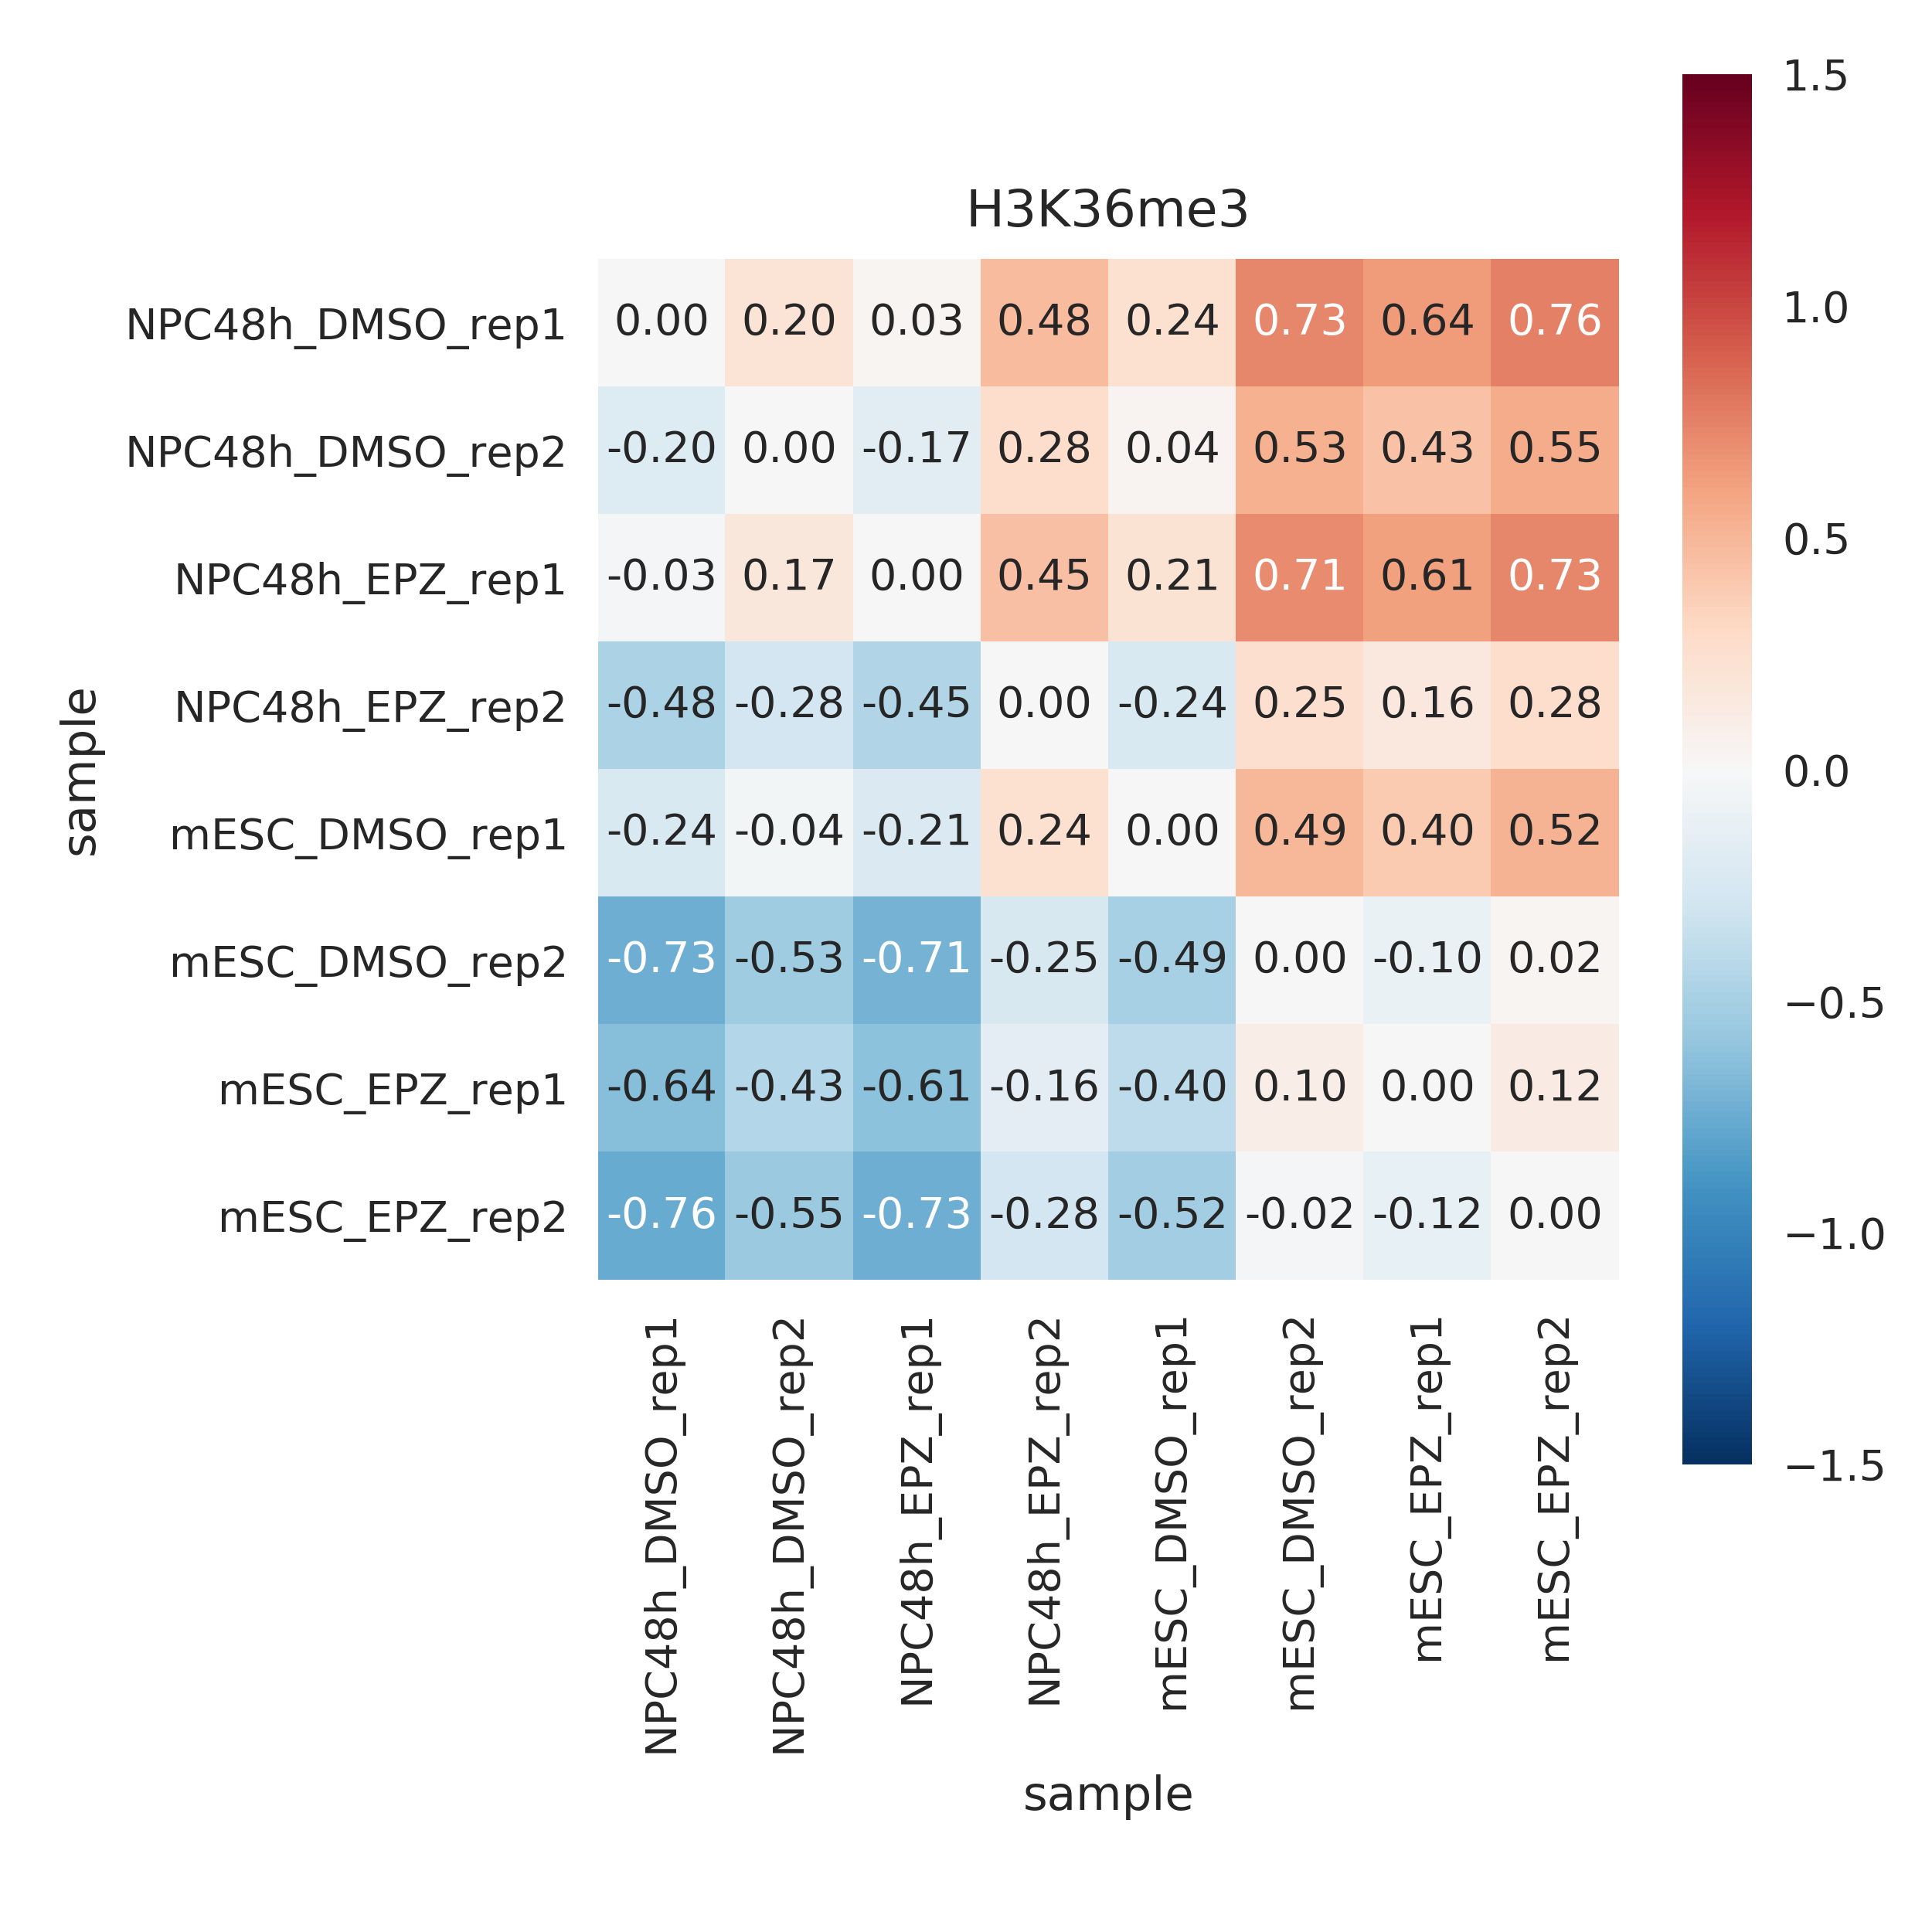 H3K36me3
NPC48h_DMSO_rep1 0.00 0.20 0.03 0.48 0.24 0.73 0.64 0.76
NPC48h_DMSO_rep2 -0.20 0.00 -0.17 0.28 0.04 0.53 0.43 0.55
NPC48h_EPZ_rep1 -0.03 0.17 0.00 0.45 0.21 0.71 0.61 0.73
NPC48h_EPZ_rep2 -0.48 -0.28 -0.45 0.00 -0.24 0.25 0.16 0.28
mESC_DMSO_rep1 -0.24 -0.04 -0.21 0.24 0.00 0.49 0.40 0.52
mESC_DMSO_rep2 -0.73 -0.53 -0.71 -0.25 -0.49 0.00 -0.10 0.02
mESC_EPZ_rep1 -0.64 -0.43 -0.61 -0.16 -0.40 0.10 0.00 0.12
mESC_EPZ_rep2 -0.76 -0.55 -0.73 -0.28 -0.52 -0.02 -0.12 0.00
sample
NPC48h_DMSO_rep1
NPC48h_DMSO_rep2
NPC48h_EPZ_rep1
NPC48h_EPZ_rep2
mESC_DMSO_rep1
mESC_DMSO_rep2
mESC_EPZ_rep1
mESC_EPZ_rep2
sample
1.5
1.0
0.5
0.0
−0.5
−1.0
−1.5